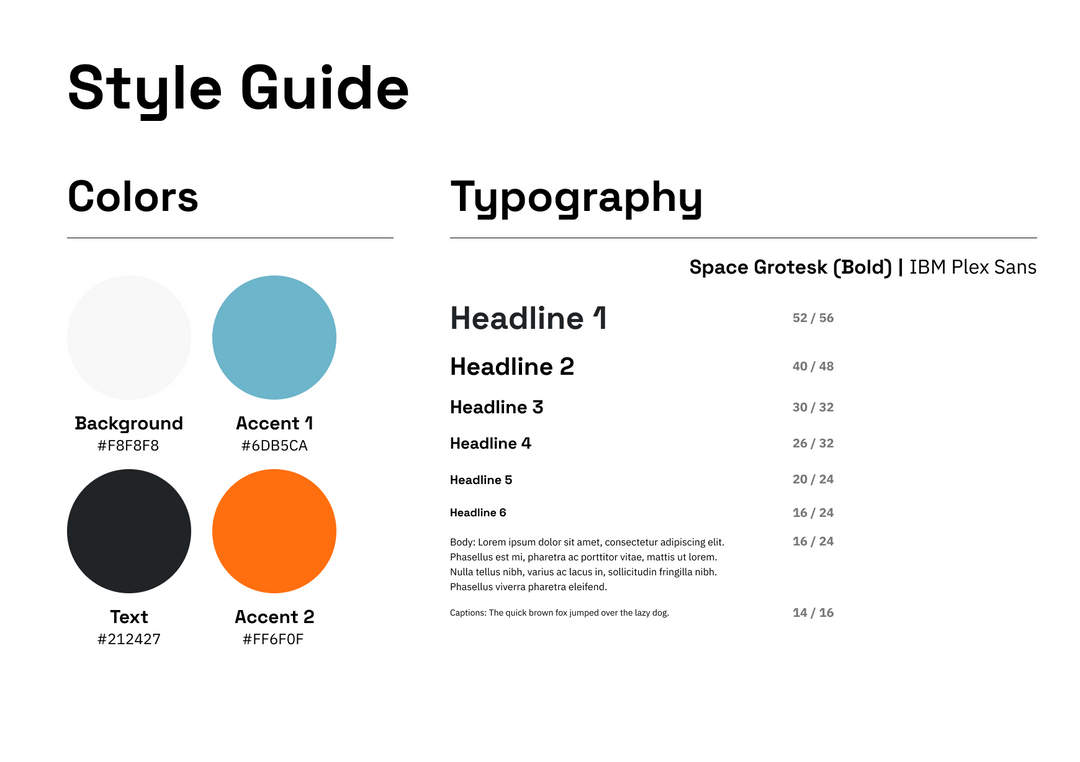 Style Guide
Colors
Background
#F8F8F8
Accent 1
#6DB5CA
Text
#212427
Accent 2
#FF6F0F
Typography
Space Grotesk (Bold) | IBM Plex Sans
Headline 1
52 / 56
Headline 2
40 / 48
Headline 3
30 / 32
Headline 4
26 / 32
Headline 5
20 / 24
Headline 6
16 / 24
Body: Lorem ipsum dolor sit amet, consectetur adipiscing elit.
16 / 24
Phasellus est mi, pharetra ac porttitor vitae, mattis ut lorem.
Nulla tellus nibh, varius ac lacus in, sollicitudin fringilla nibh.
Phasellus viverra pharetra eleifend.
Captions: The quick brown fox jumped over the lazy dog.
14 / 16